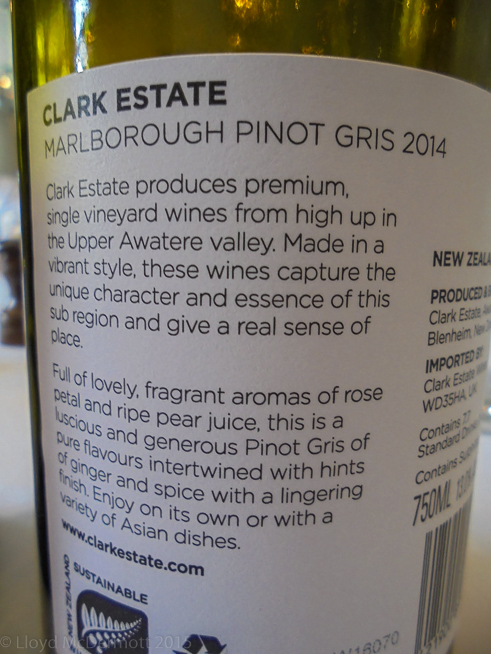 CLARK ESTATE
MARLBOROUGH PINOT GRIS 2014
Clark Estate produces premium,
single vineyard wines from high up in
the Upper Awatere valley. Made in a
vibrant style, these wines capture the
unique character and essence of this
sub region and give a real sense of
place.
Full of lovely, fragrant aromas of rose
petal and ripe pear juice, this is a
luscious and generous Pinot Gris of
pure flavours intertwined with hints
of ginger and spice with a lingering
finish. Enjoy on its own or with a
variety of Asian dishes.
www.clarkestate.com
SUSTAINABLE
NEW ZEALAND
NEW
PRODUCED &
Clark Estate,
Blenheim, New
IMPORTED BY
Clark Estate
WD35HA, UK
Contains 7.7
Standard
Contains
750ML
© Lloyd McDermott 2015